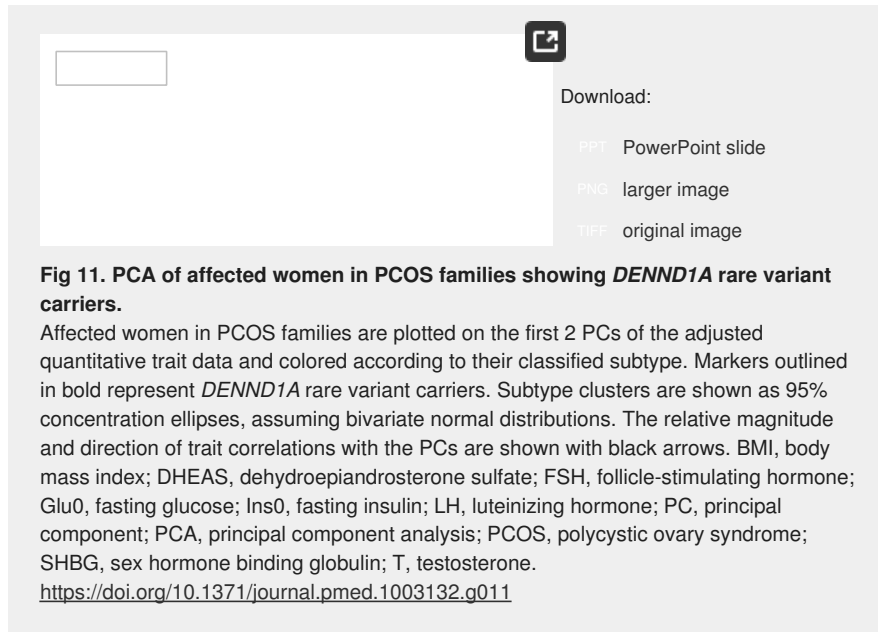 Download:
PPT PowerPoint slide
PNG larger image
TIFF original image
Fig 11. PCA of affected women in PCOS families showing DENND1A rare variant
carriers.
Affected women in PCOS families are plotted on the first 2 PCs of the adjusted
quantitative trait data and colored according to their classified subtype. Markers outlined
in bold represent DENND1A rare variant carriers. Subtype clusters are shown as 95%
concentration ellipses, assuming bivariate normal distributions. The relative magnitude
and direction of trait correlations with the PCs are shown with black arrows. BMI, body
mass index; DHEAS, dehydroepiandrosterone sulfate; FSH, follicle-stimulating hormone;
Glu0, fasting glucose; Ins0, fasting insulin; LH, luteinizing hormone; PC, principal
component; PCA, principal component analysis; PCOS, polycystic ovary syndrome;
SHBG, sex hormone binding globulin; T, testosterone.
https://doi.org/10.1371/journal.pmed.1003132.g011